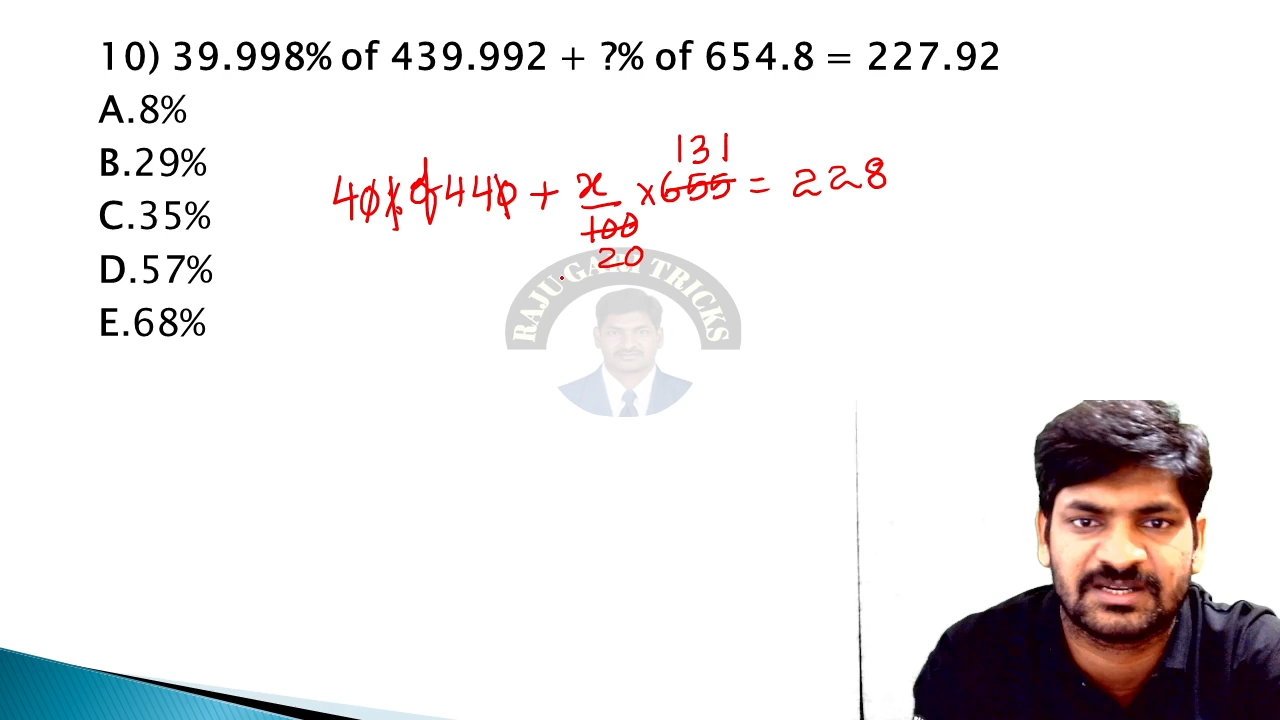 10) 39.998% of 439.992 + ?% of 654.8 = 227.92
A.8%
B.29%
C.35%
D.57%
E.68%
131
40% of 440 + x/100 × 655 = 228
20
RAJU GARI TRICKS